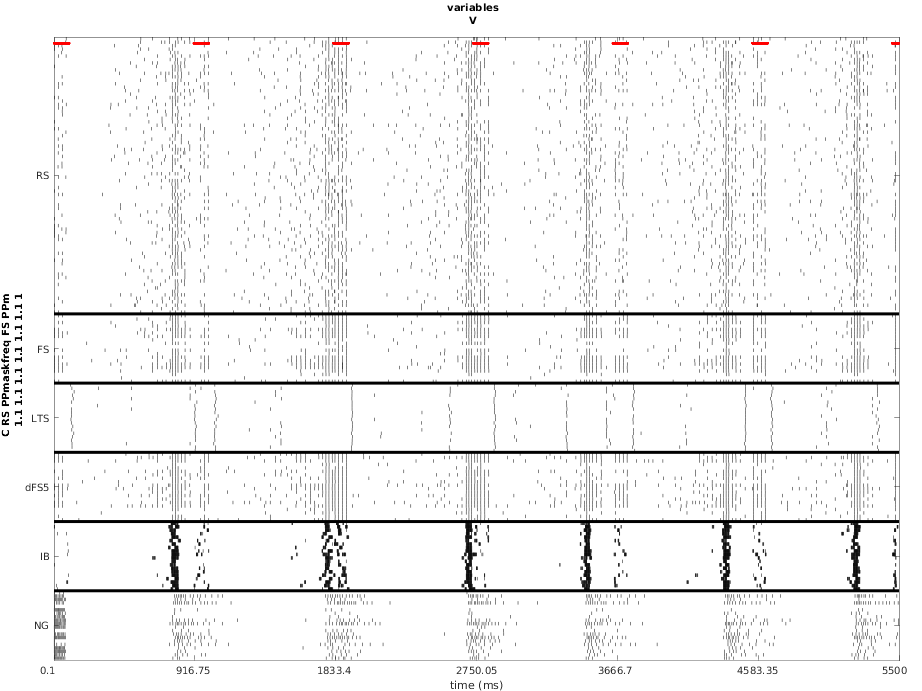 variables
V
C RS PPmaskfreq FS PPm
1.1 1.1 1.1 1.1 1.1 1.1 1
RS
FS
LTS
dFS5
IB
NG
0.1 916.75 1833.4 2750.05 3666.7 4583.35 5500
time (ms)